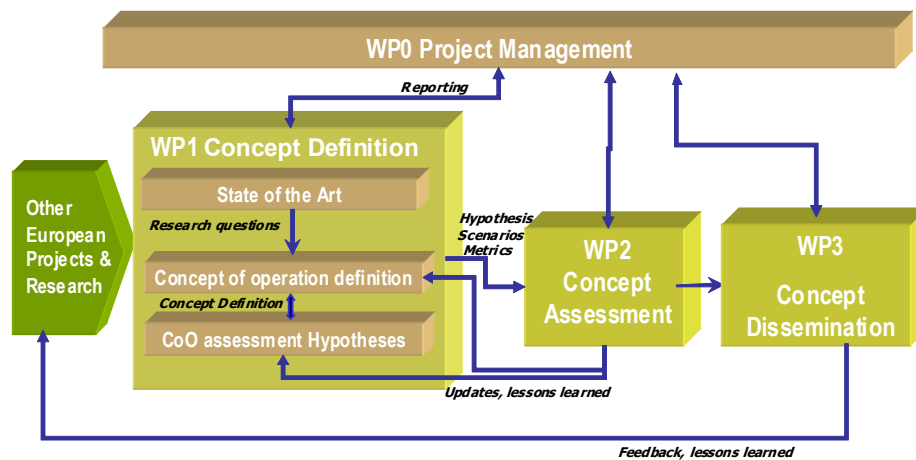 WP0 Project Management
Reporting
WP1 Concept Definition
State of the Art
Research questions
Concept of operation definition
Concept Definition
CoO assessment Hypotheses
Other
European
Projects &
Research
Hypothesis
Scenarios
Metrics
WP2
Concept
Assessment
WP3
Concept
Dissemination
Updates, lessons learned
Feedback, lessons learned